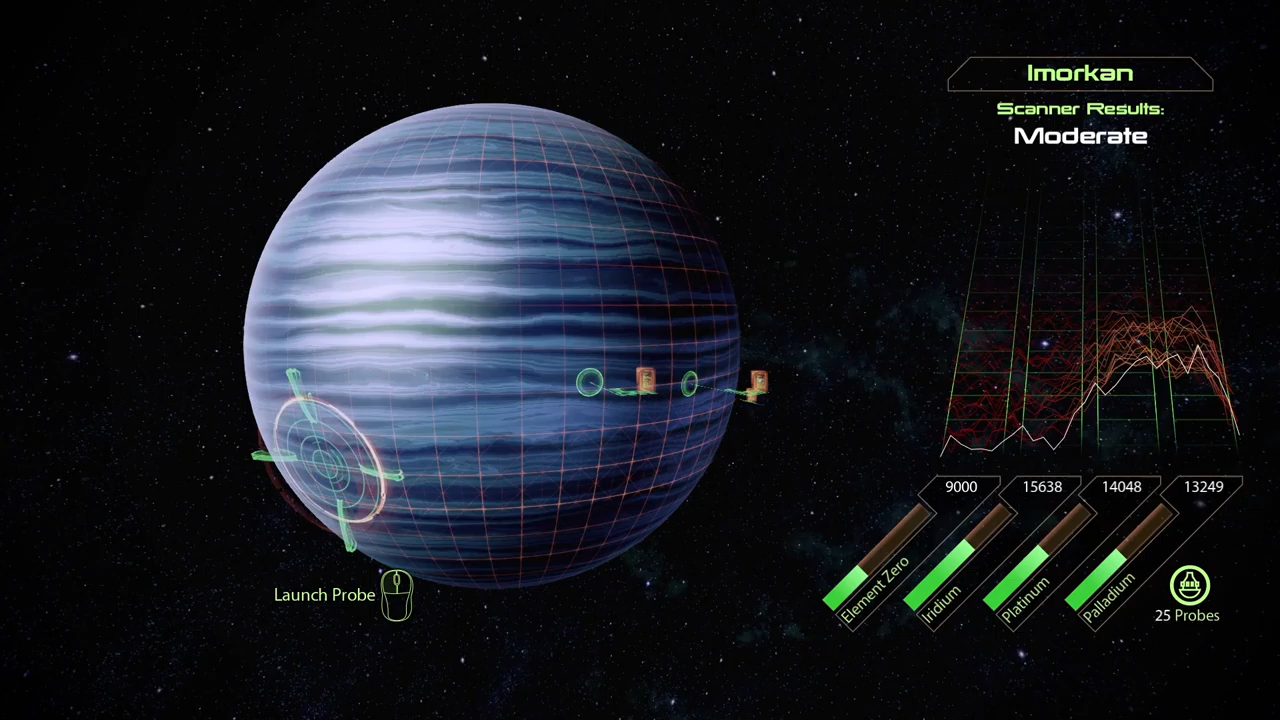 Imorkan
Scanner Results:
Moderate
9000
15638
14048
13249
Element Zero
Iridium
Platinum
Palladium
25 Probes
Launch Probe